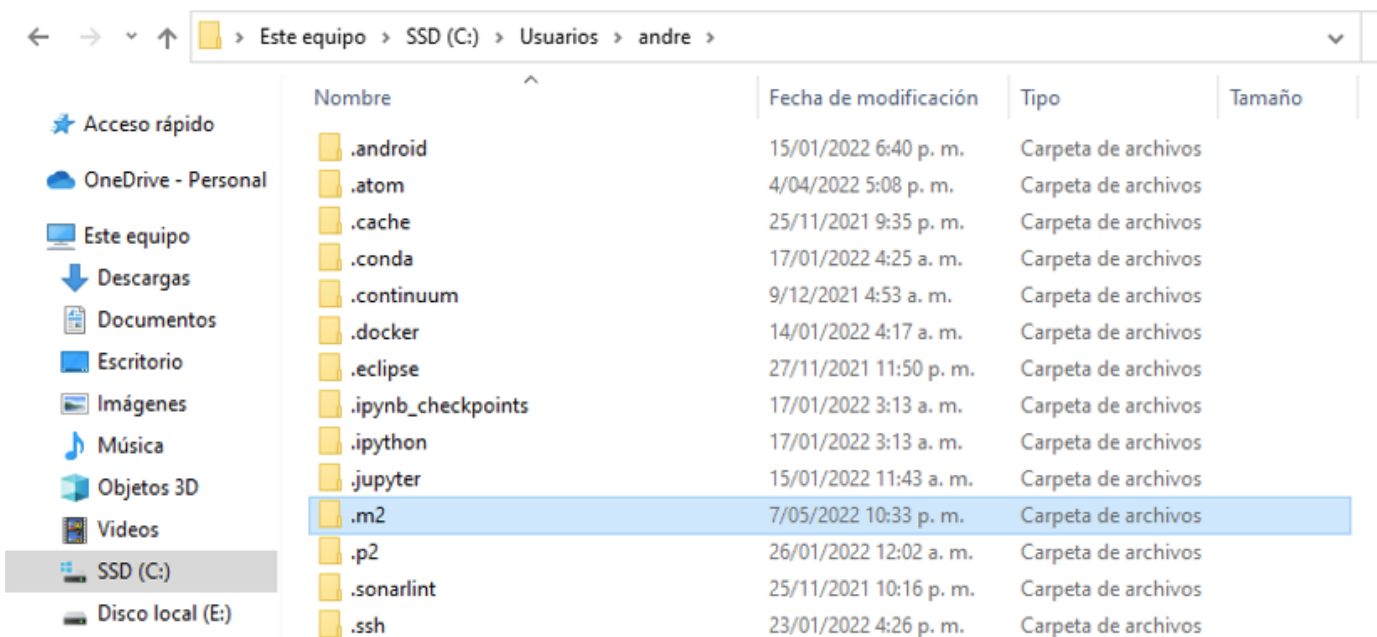 Este equipo > SSD (C:) > Usuarios > andre >
Nombre Fecha de modificación Tipo Tamaño
Acceso rápido
OneDrive - Personal
Este equipo
Descargas
Documentos
Escritorio
Imágenes
Música
Objetos 3D
Videos
SSD (C:)
Disco local (E:)
.android 15/01/2022 6:40 p. m. Carpeta de archivos
.atom 4/04/2022 5:08 p. m. Carpeta de archivos
.cache 25/11/2021 9:35 p. m. Carpeta de archivos
.conda 17/01/2022 4:25 a. m. Carpeta de archivos
.continuum 9/12/2021 4:53 a. m. Carpeta de archivos
.docker 14/01/2022 4:17 a. m. Carpeta de archivos
.eclipse 27/11/2021 11:50 p. m. Carpeta de archivos
.ipynb_checkpoints 17/01/2022 3:13 a. m. Carpeta de archivos
.ipython 17/01/2022 3:13 a. m. Carpeta de archivos
.jupyter 15/01/2022 11:43 a. m. Carpeta de archivos
.m2 7/05/2022 10:33 p. m. Carpeta de archivos
.p2 26/01/2022 12:02 a. m. Carpeta de archivos
.sonarlint 25/11/2021 10:16 p. m. Carpeta de archivos
.ssh 23/01/2022 4:26 p. m. Carpeta de archivos